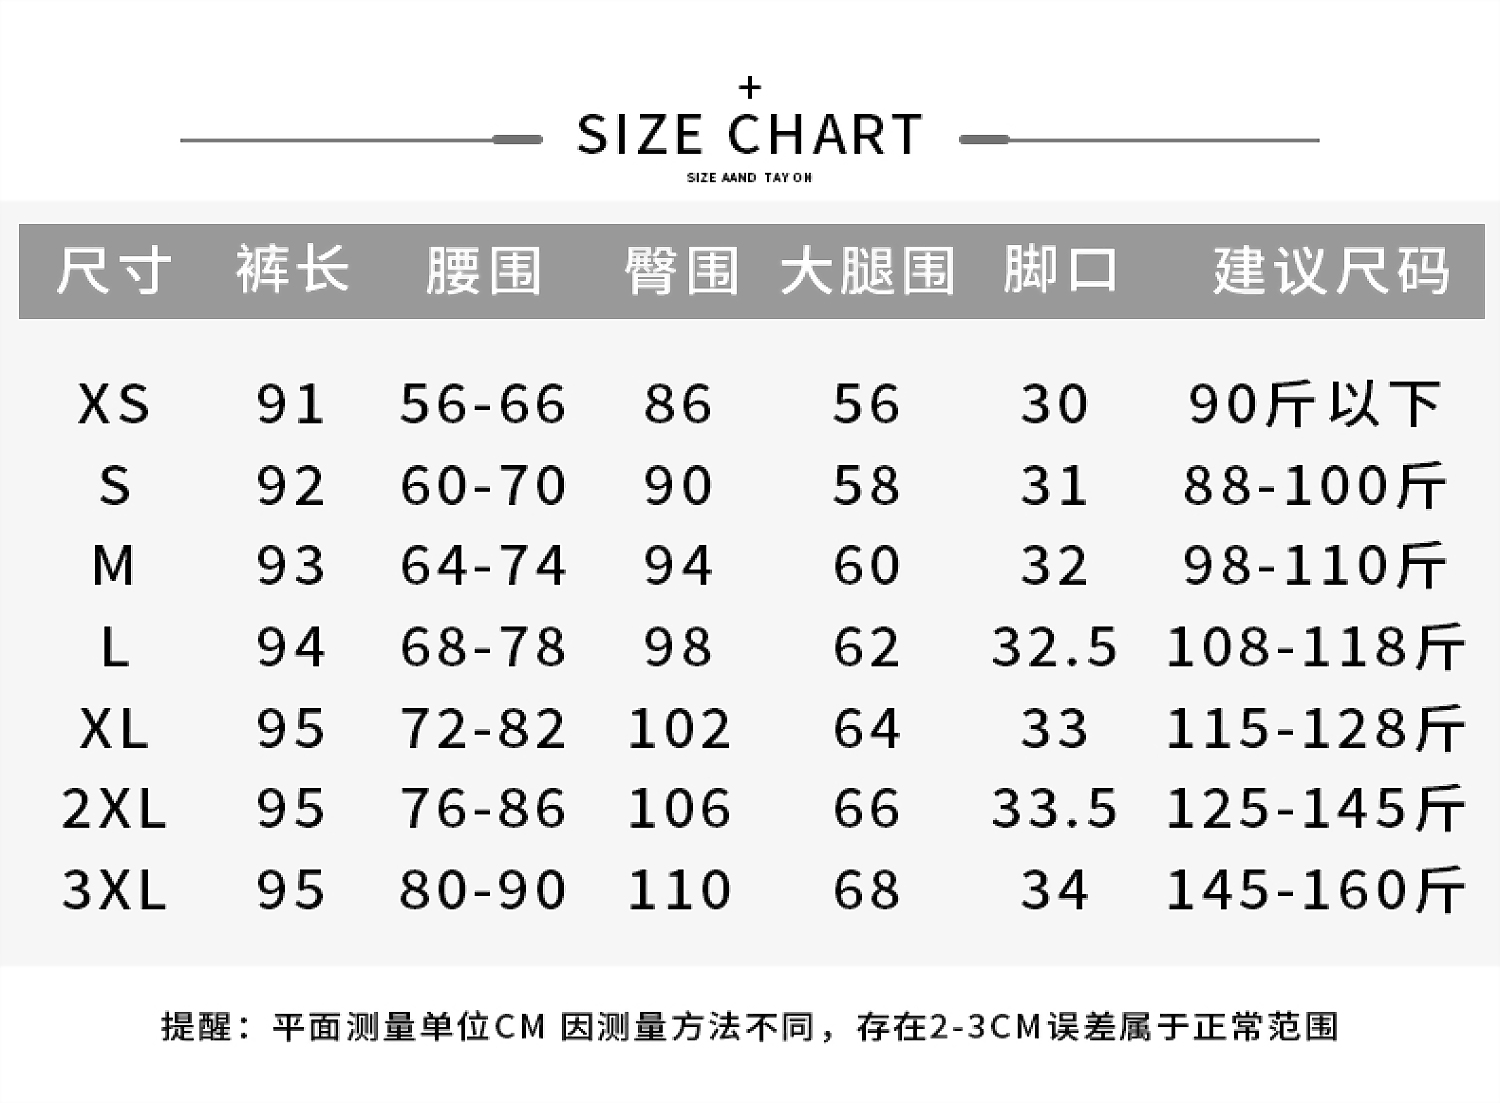 +
SIZE CHART
SIZE AAND TAYOH
尺寸 裤长 腰围 臀围 大腿围 脚口 建议尺码
XS 91 56-66 86 56 30 90斤以下
S 92 60-70 90 58 31 88-100斤
M 93 64-74 94 60 32 98-110斤
L 94 68-78 98 62 32.5 108-118斤
XL 95 72-82 102 64 33 115-128斤
2XL 95 76-86 106 66 33.5 125-145斤
3XL 95 80-90 110 68 34 145-160斤
提醒：平面测量单位CM 因测量方法不同，存在2-3CM误差属于正常范围